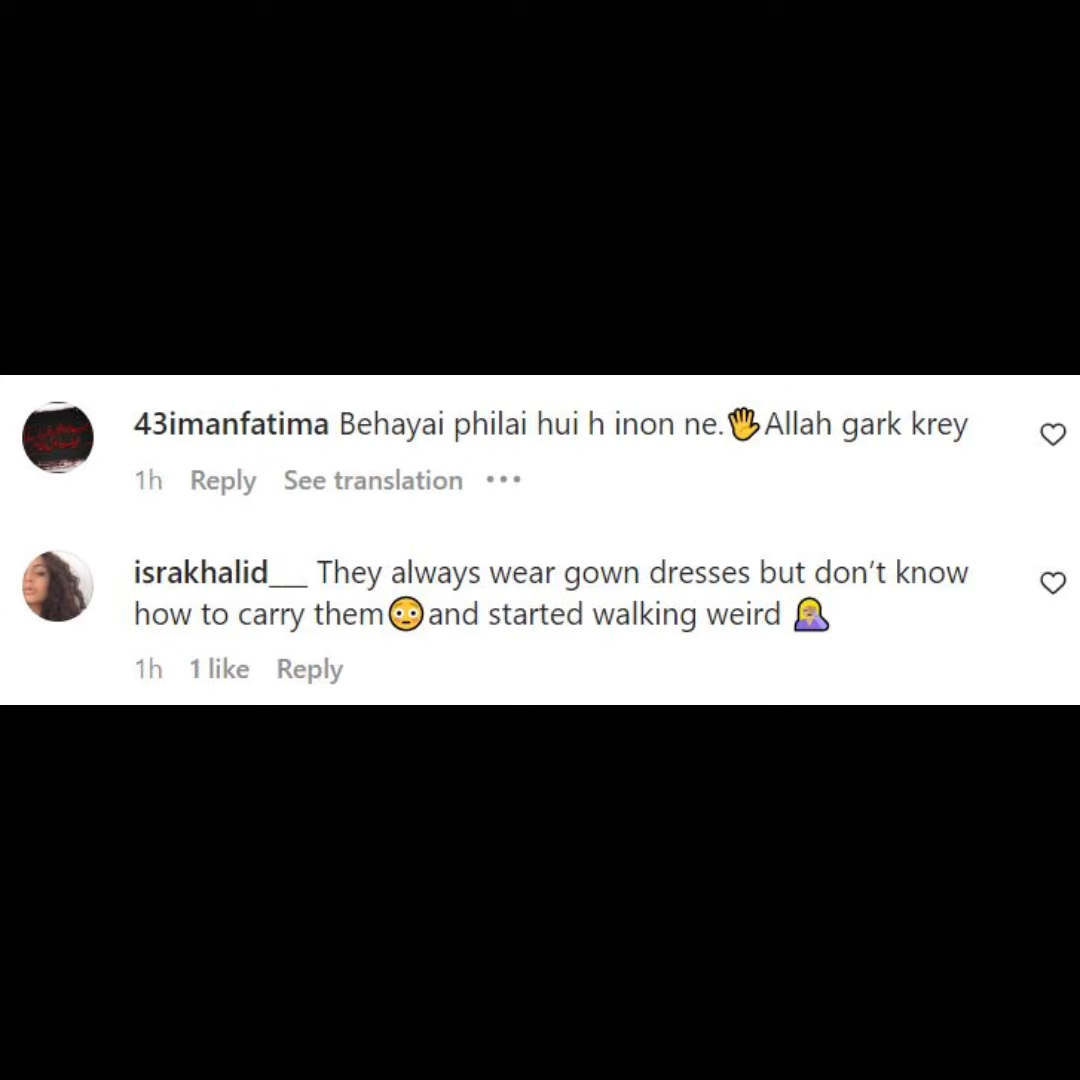 43imanfatima Behayai philai hui h inon ne.🖐Allah gark krey
1h Reply See translation •••
israkhalid___ They always wear gown dresses but don’t know
how to carry them😳and started walking weird 🤦🏼‍♀️
1h 1 like Reply